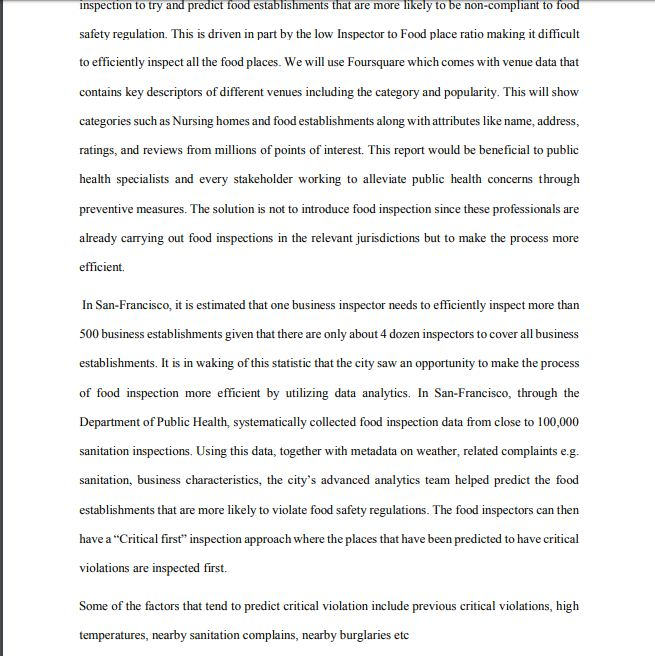 inspection to try and predict food establishments that are more likely to be non-compliant to food
safety regulation. This is driven in part by the low Inspector to Food place ratio making it difficult
to efficiently inspect all the food places. We will use Foursquare which comes with venue data that
contains key descriptors of different venues including the category and popularity. This will show
categories such as Nursing homes and food establishments along with attributes like name, address,
ratings, and reviews from millions of points of interest. This report would be beneficial to public
health specialists and every stakeholder working to alleviate public health concerns through
preventive measures. The solution is not to introduce food inspection since these professionals are
already carrying out food inspections in the relevant jurisdictions but to make the process more
efficient.
In San-Francisco, it is estimated that one business inspector needs to efficiently inspect more than
500 business establishments given that there are only about 4 dozen inspectors to cover all business
establishments. It is in waking of this statistic that the city saw an opportunity to make the process
of food inspection more efficient by utilizing data analytics. In San-Francisco, through the
Department of Public Health, systematically collected food inspection data from close to 100,000
sanitation inspections. Using this data, together with metadata on weather, related complaints e.g.
sanitation, business characteristics, the city’s advanced analytics team helped predict the food
establishments that are more likely to violate food safety regulations. The food inspectors can then
have a “Critical first” inspection approach where the places that have been predicted to have critical
violations are inspected first.
Some of the factors that tend to predict critical violation include previous critical violations, high
temperatures, nearby sanitation complains, nearby burglaries etc